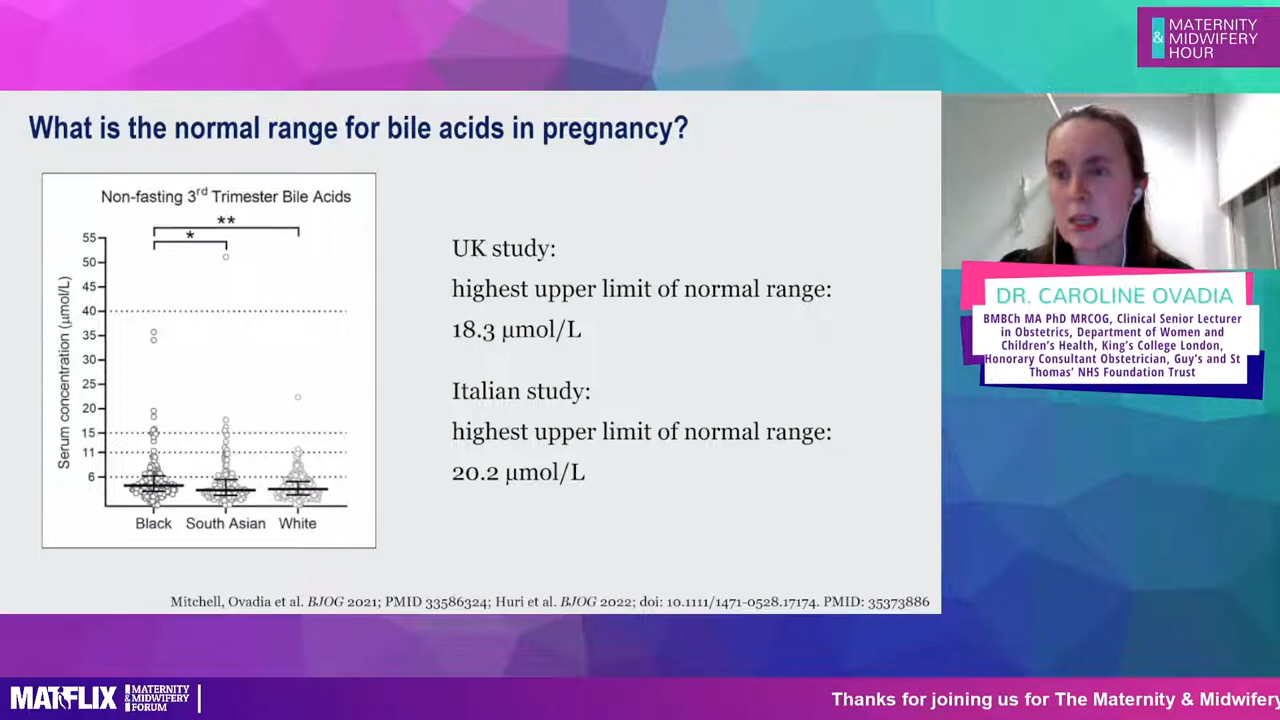 MATERNITY
& MIDWIFERY
HOUR
What is the normal range for bile acids in pregnancy?
Non-fasting 3rd Trimester Bile Acids
**
*
Serum concentration (µmol/L)
55
50
45
40
35
30
25
20
15
11
6
Black South Asian White
UK study:
highest upper limit of normal range:
18.3 µmol/L
Italian study:
highest upper limit of normal range:
20.2 µmol/L
Mitchell, Ovadia et al. BJOG 2021; PMID 33586324; Huri et al. BJOG 2022; doi: 10.1111/1471-0528.17174. PMID: 35373886
DR. CAROLINE OVADIA
BMBCh MA PhD MRCOG, Clinical Senior Lecturer
in Obstetrics, Department of Women and
Children's Health, King's College London,
Honorary Consultant Obstetrician, Guy's and St
Thomas' NHS Foundation Trust
MATFLIX
MATERNITY
& MIDWIFERY
FORUM
Thanks for joining us for The Maternity & Midwifery